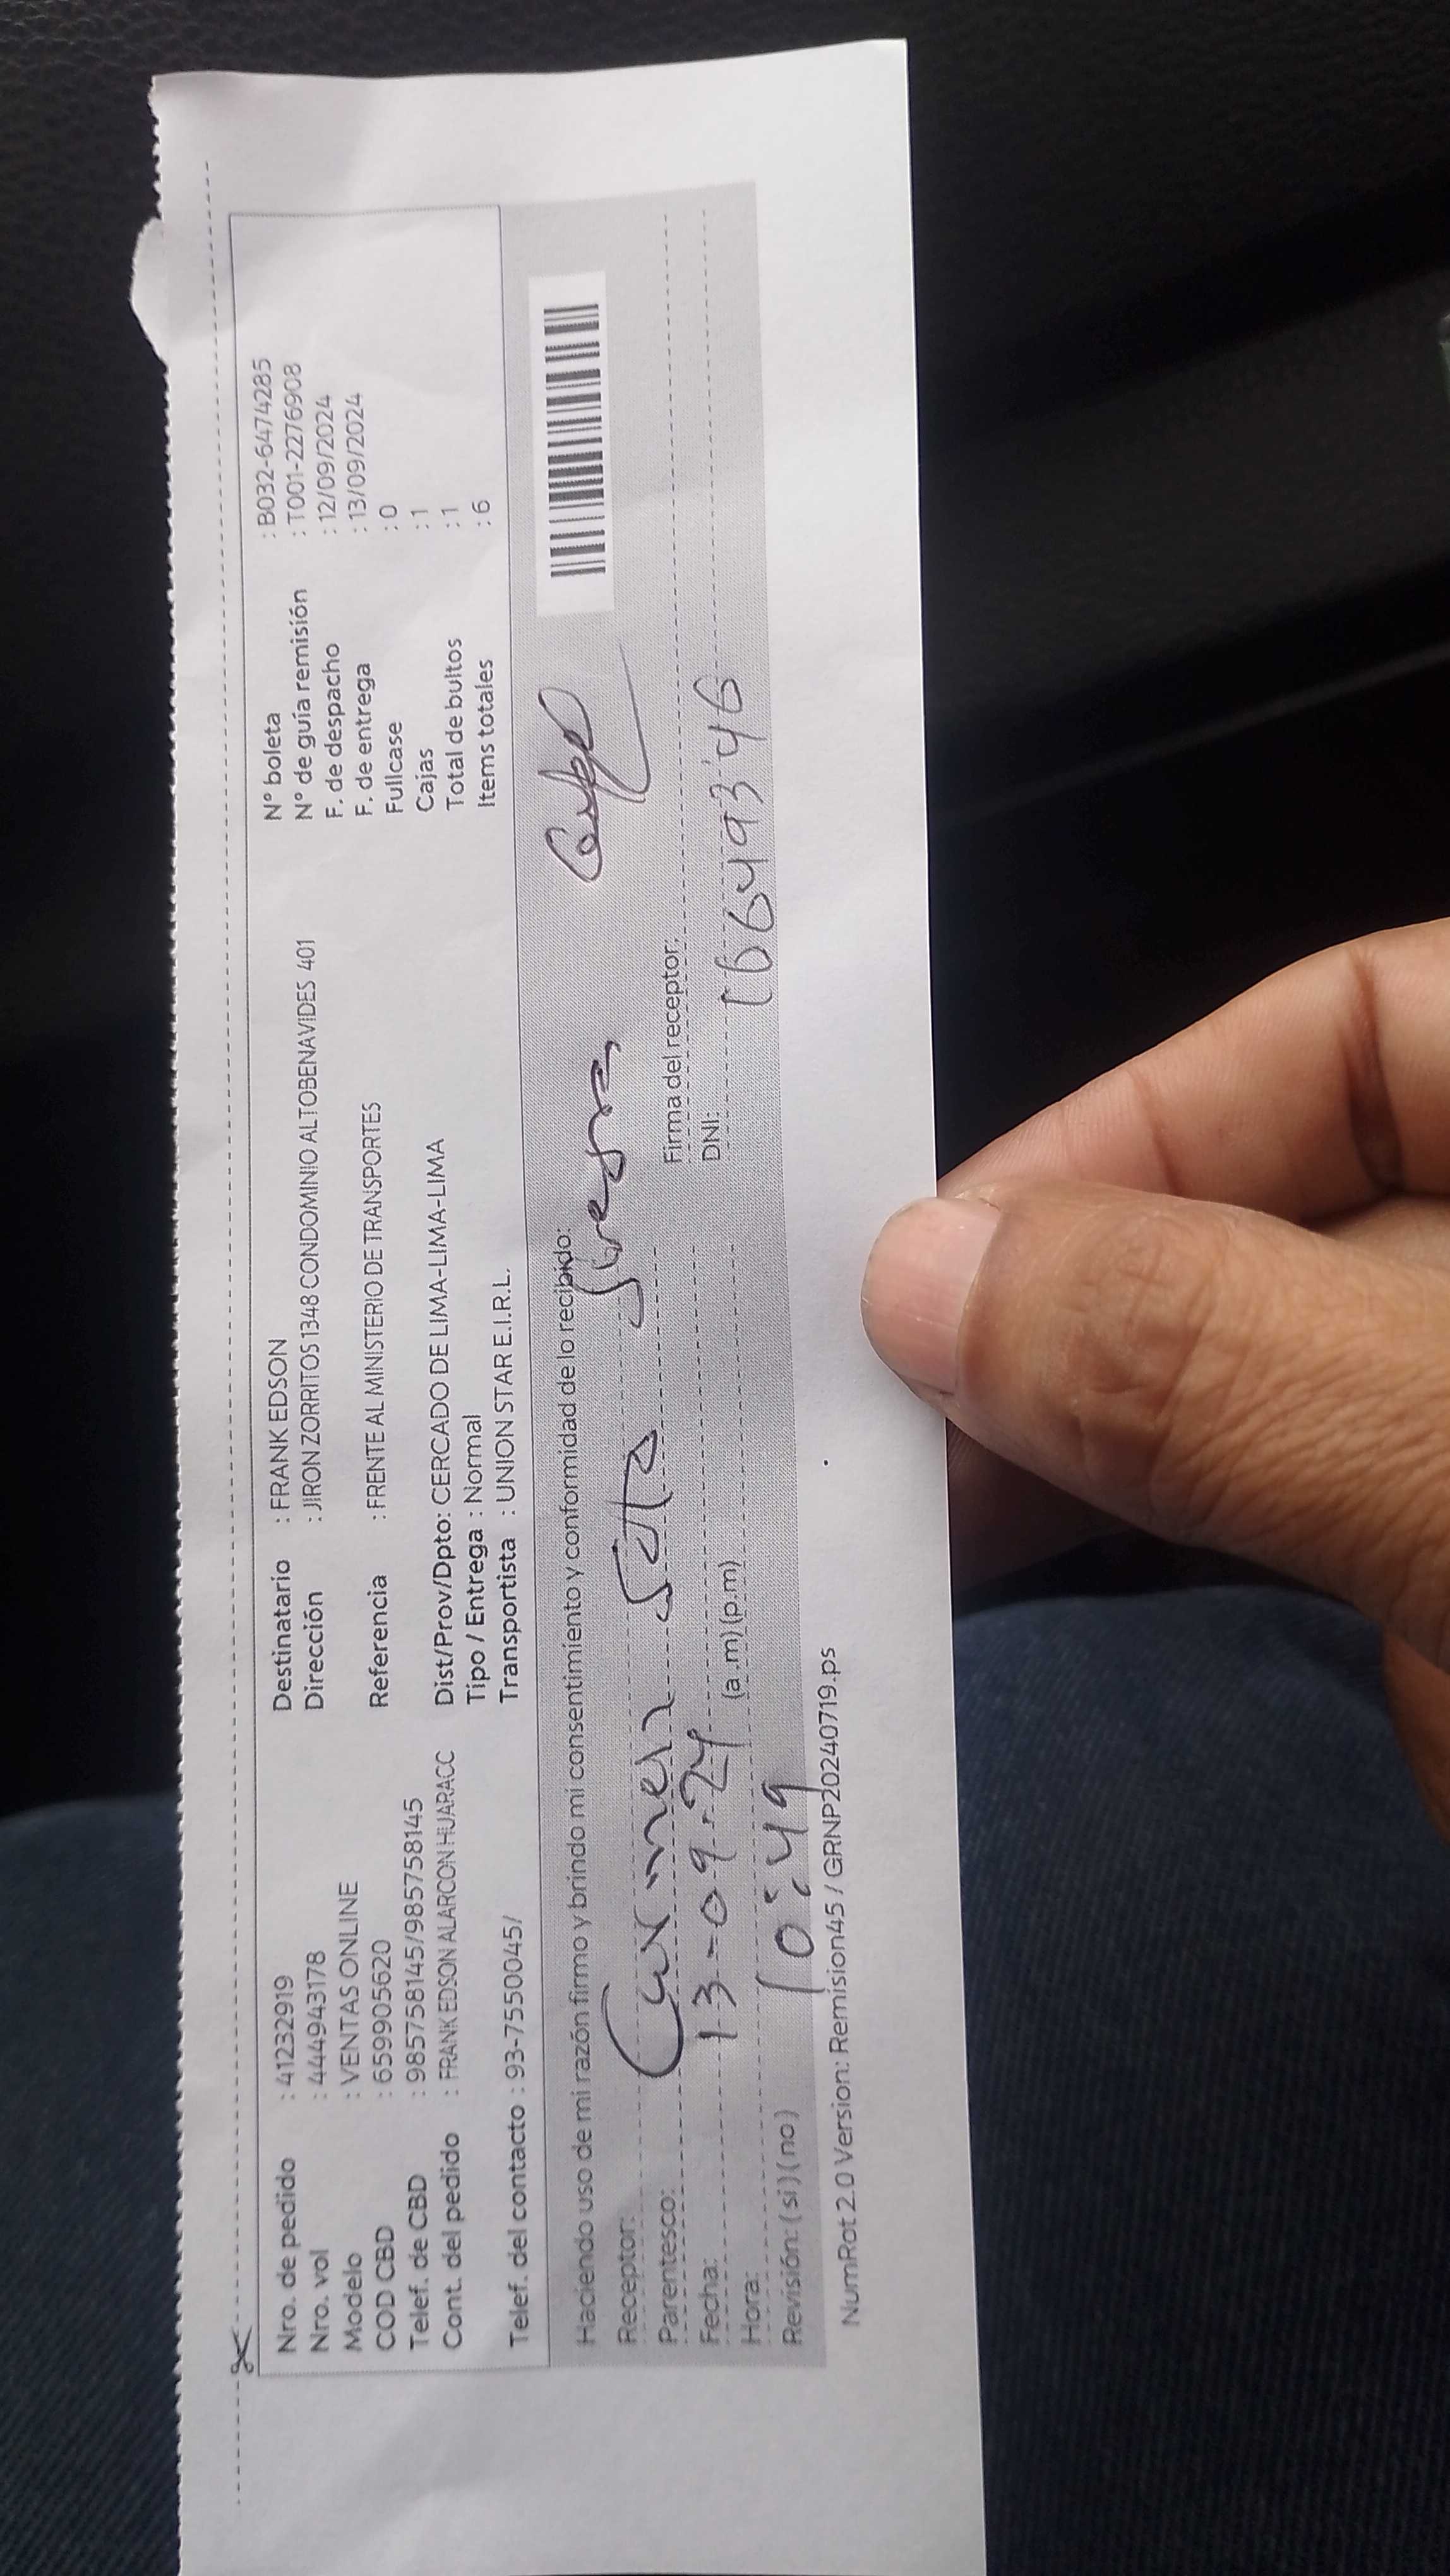 Nro. de pedido : 41232919
Nro. vol : 444943178
Modelo : VENTAS ONLINE
COD CBD : 659905620
Telef. de CBD : 985758145/985758145
Cont. del pedido : FRANK EDSON ALARCON HUARACC
Telef. del contacto : 93-7550045/
Destinatario : FRANK EDSON
Dirección : JIRON ZORRITOS 1348 CONDOMINIO ALTOBENAVIDES 401
Referencia : FRENTE AL MINISTERIO DE TRANSPORTES
Dist/Prov/Dpto: CERCADO DE LIMA-LIMA-LIMA
Tipo / Entrega : Normal
Transportista : UNION STAR E.I.R.L.
N° boleta : B032-6474285
N° de guía remisión : T001-2276908
F. de despacho : 12/09/2024
F. de entrega : 13/09/2024
Fullcase : 0
Cajas : 1
Total de bultos : 1
Items totales : 6
Haciendo uso de mi razón firmo y brindo mi consentimiento y conformidad de lo recibido:
Receptor: Carmen Soto
Parentesco:
Fecha: 13-09-24
Hora: 10:49 (a.m) (p.m)
Revisión: (si) (no)
Firma del receptor:
DNI:
NumRot 2.0 Version: Remision45 / GRNP20240719.ps